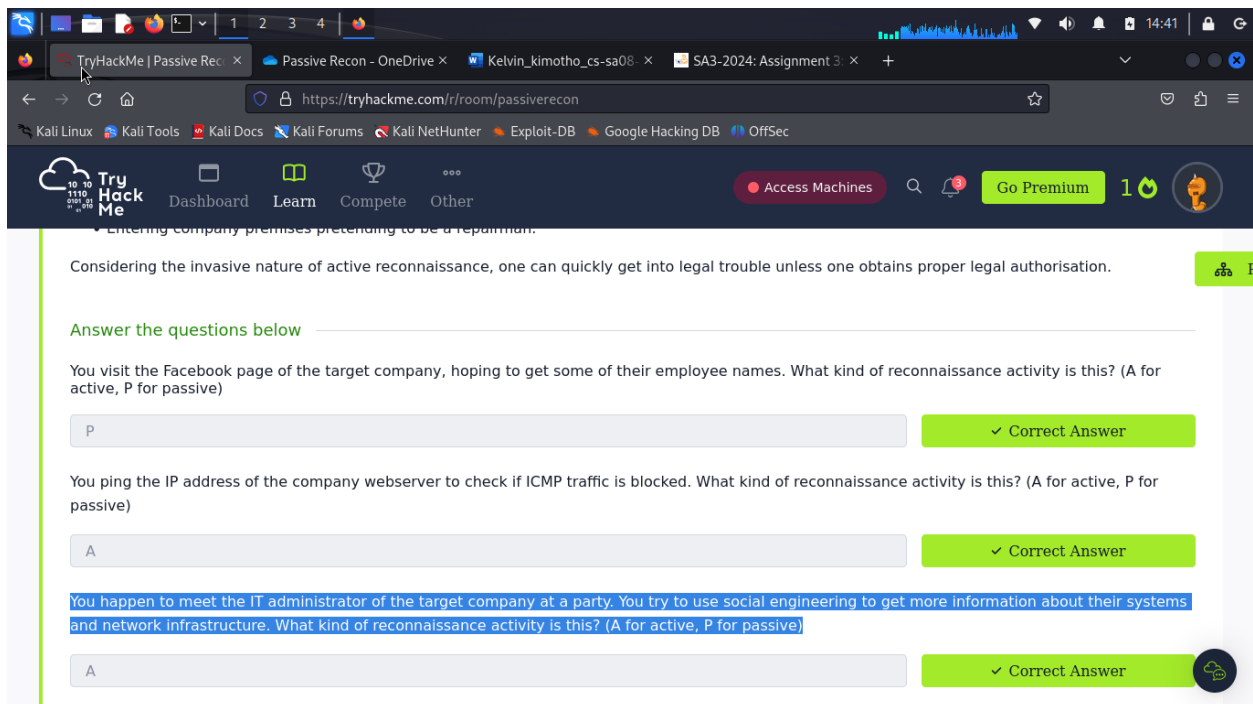 1 2 3 4
14:41
TryHackMe | Passive Rec
Passive Recon - OneDrive
Kelvin_kimotho_cs-sa08-
SA3-2024: Assignment 3:
https://tryhackme.com/r/room/passiverecon
Kali Linux Kali Tools Kali Docs Kali Forums Kali NetHunter Exploit-DB Google Hacking DB OffSec
Try Hack Me
Dashboard Learn Compete Other
Access Machines
3
Go Premium
1
Entering company premises pretending to be a repairman.
Considering the invasive nature of active reconnaissance, one can quickly get into legal trouble unless one obtains proper legal authorisation.
Answer the questions below
You visit the Facebook page of the target company, hoping to get some of their employee names. What kind of reconnaissance activity is this? (A for
active, P for passive)
P
Correct Answer
You ping the IP address of the company webserver to check if ICMP traffic is blocked. What kind of reconnaissance activity is this? (A for active, P for
passive)
A
Correct Answer
You happen to meet the IT administrator of the target company at a party. You try to use social engineering to get more information about their systems
and network infrastructure. What kind of reconnaissance activity is this? (A for active, P for passive)
A
Correct Answer